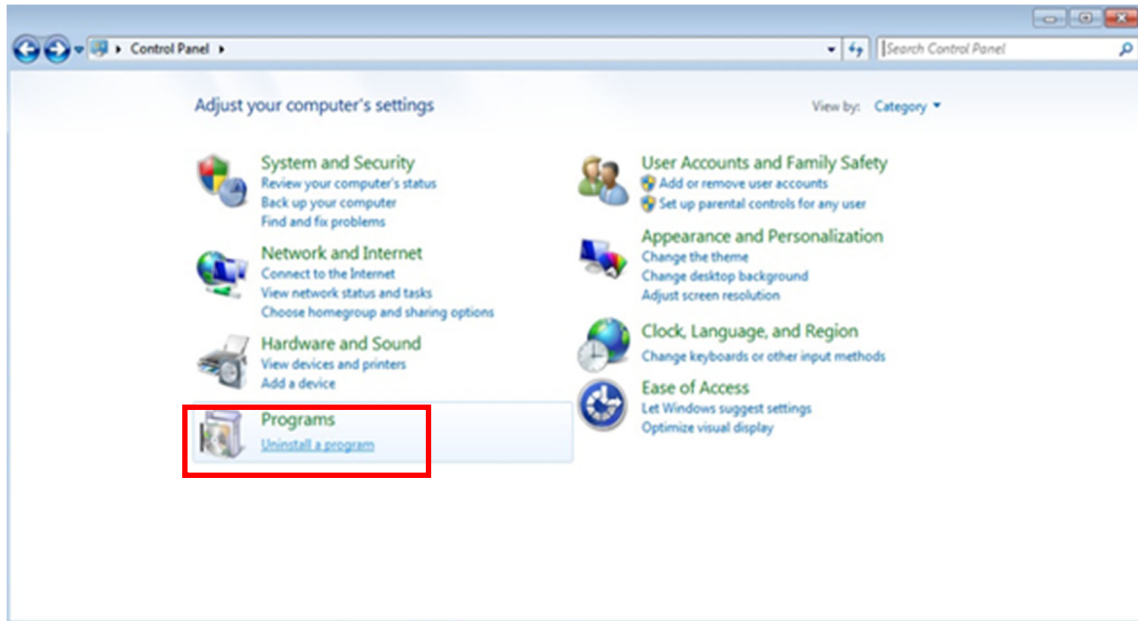 Control Panel
Search Control Panel
Adjust your computer's settings
View by: Category
System and Security
Review your computer's status
Back up your computer
Find and fix problems
Network and Internet
Connect to the Internet
View network status and tasks
Choose homegroup and sharing options
Hardware and Sound
View devices and printers
Add a device
Programs
Uninstall a program
User Accounts and Family Safety
Add or remove user accounts
Set up parental controls for any user
Appearance and Personalization
Change the theme
Change desktop background
Adjust screen resolution
Clock, Language, and Region
Change keyboards or other input methods
Ease of Access
Let Windows suggest settings
Optimize visual display